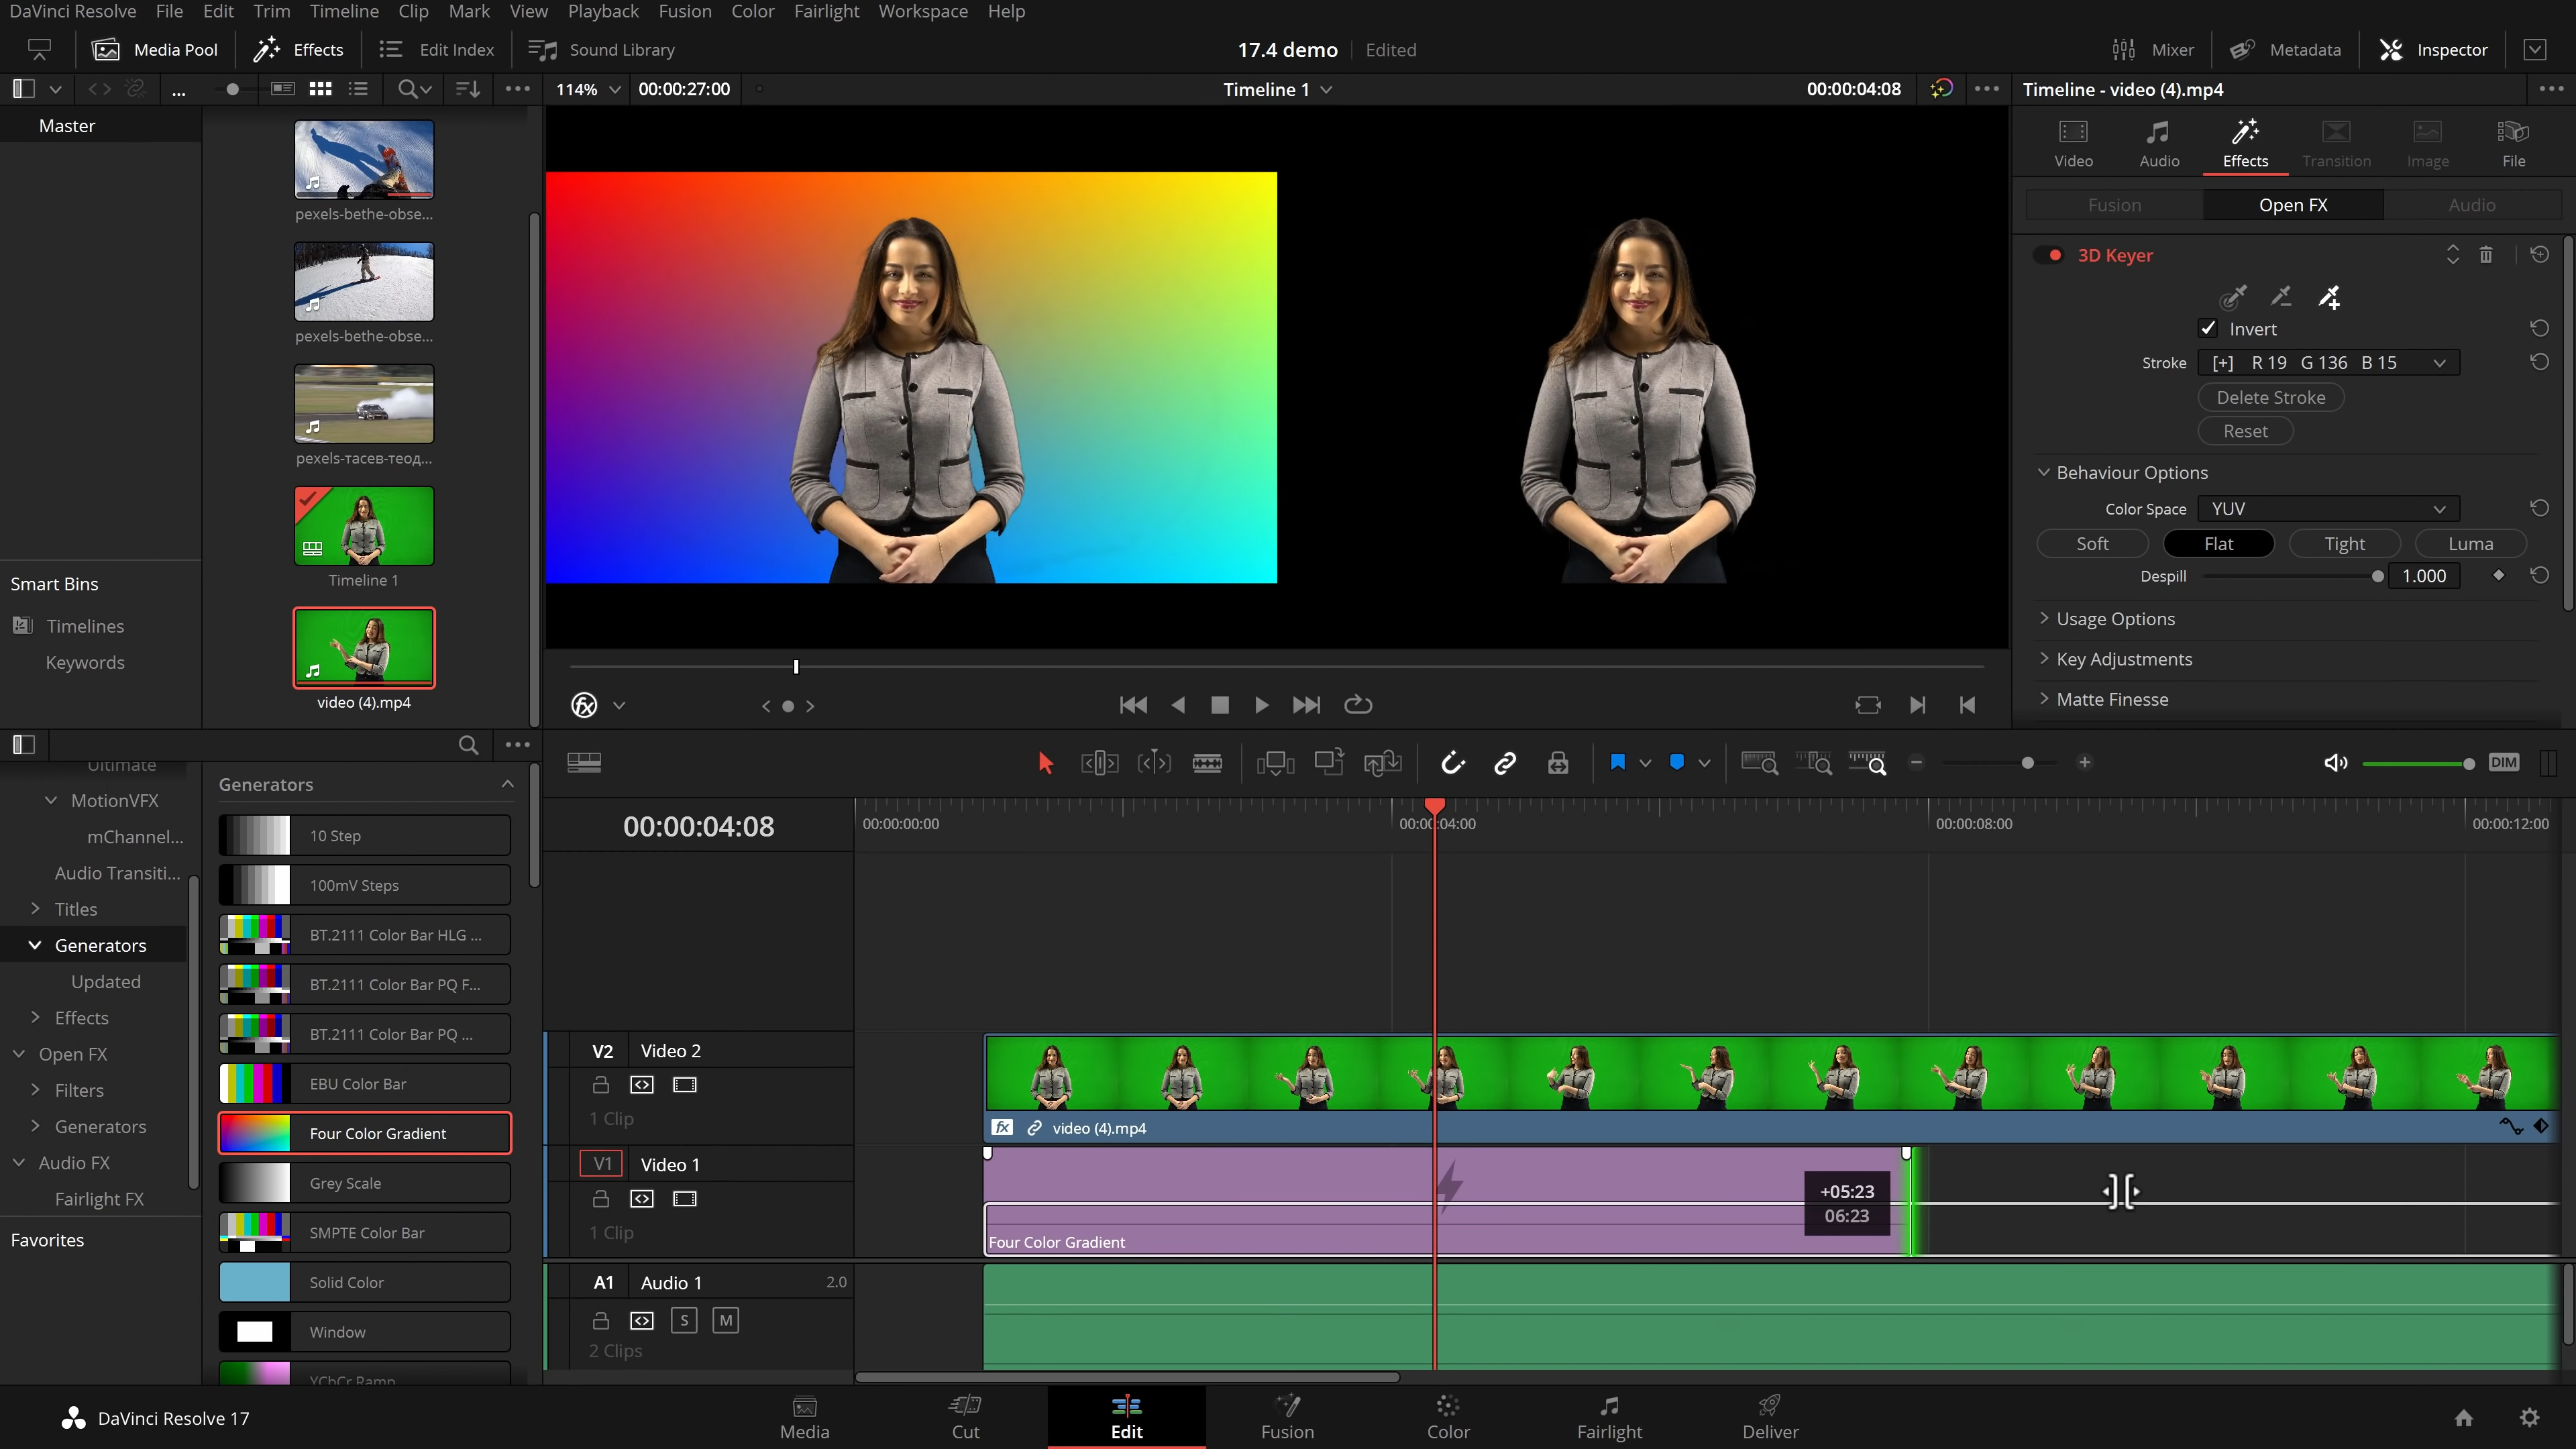 DaVinci Resolve File Edit Trim Timeline Clip Mark View Playback Fusion Color Fairlight Workspace Help
Media Pool Effects Edit Index Sound Library 17.4 demo Edited Mixer Metadata Inspector
... 114% 00:00:27:00 Timeline 1 00:00:04:08 Timeline - video (4).mp4
Master
pexels-bethe-obse...
pexels-bethe-obse...
pexels-тасев-теод...
Timeline 1
video (4).mp4
Smart Bins
Timelines
Keywords
Video Audio Effects Transition Image File
Fusion Open FX Audio
3D Keyer
Invert
Stroke [+] R 19 G 136 B 15
Delete Stroke
Reset
Behaviour Options
Color Space YUV
Soft Flat Tight Luma
Despill 1.000
Usage Options
Key Adjustments
Matte Finesse
fx
DIM
Ultimate
MotionVFX
mChannel...
Audio Transiti...
Titles
Generators
Updated
Effects
Open FX
Filters
Generators
Audio FX
Fairlight FX
Favorites
Generators
10 Step
100mV Steps
BT.2111 Color Bar HLG ...
BT.2111 Color Bar PQ F...
BT.2111 Color Bar PQ ...
EBU Color Bar
Four Color Gradient
Grey Scale
SMPTE Color Bar
Solid Color
Window
YCbCr Ramp
00:00:04:08
00:00:00:00 00:00:04:00 00:00:08:00 00:00:12:00
V2 Video 2
1 Clip
fx video (4).mp4
V1 Video 1
1 Clip
+05:23
06:23
Four Color Gradient
A1 Audio 1 2.0
S M
2 Clips
DaVinci Resolve 17
Media Cut Edit Fusion Color Fairlight Deliver